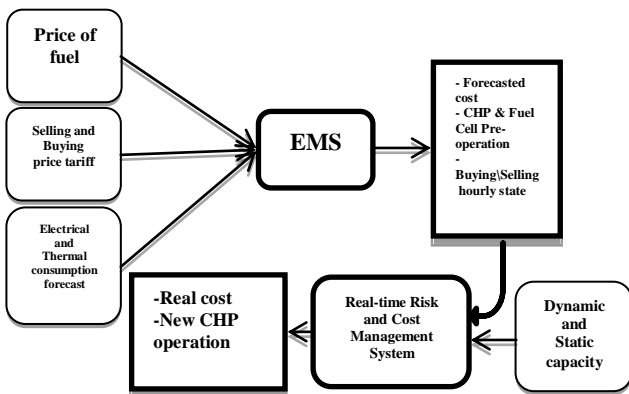 Price of
fuel
Selling and
Buying
price tariff
Electrical
and
Thermal
consumption
forecast
EMS
- Forecasted
cost
- CHP & Fuel
Cell Pre-
operation
-
Buying\Selling
hourly state
-Real cost
-New CHP
operation
Real-time Risk
and Cost
Management
System
Dynamic
and
Static
capacity